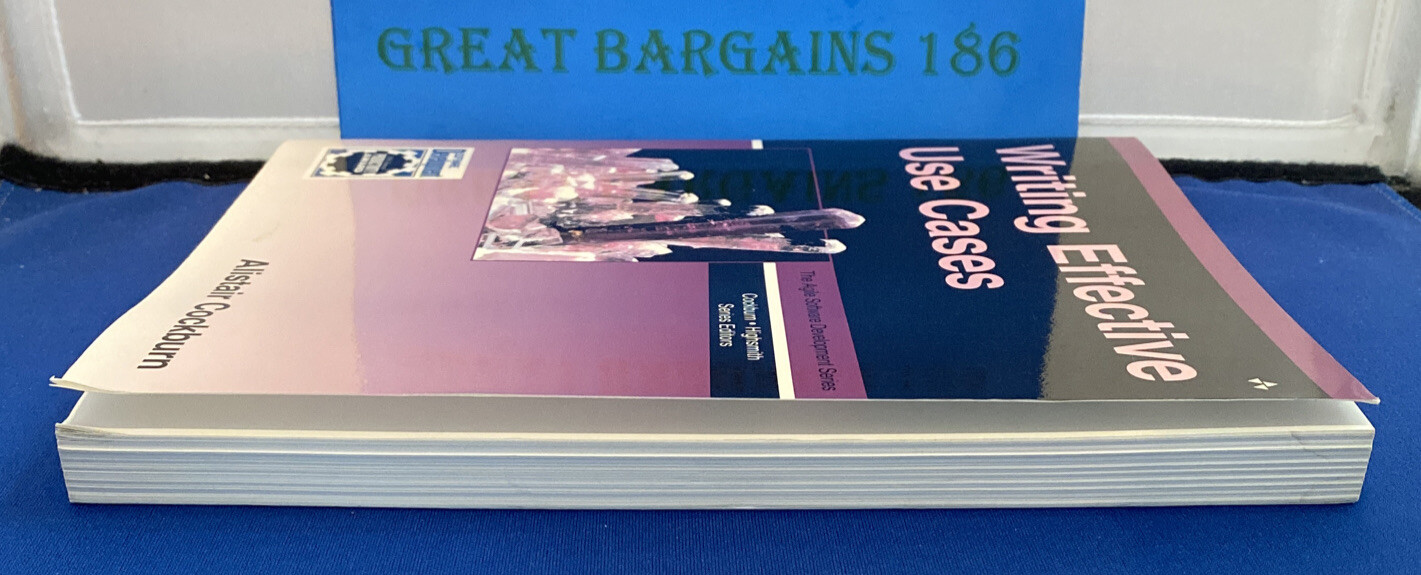 GREAT BARGAINS 186
Writing Effective
Use Cases
The Agile Software Development Series
Cockburn • Highsmith
Series Editors
Alistair Cockburn